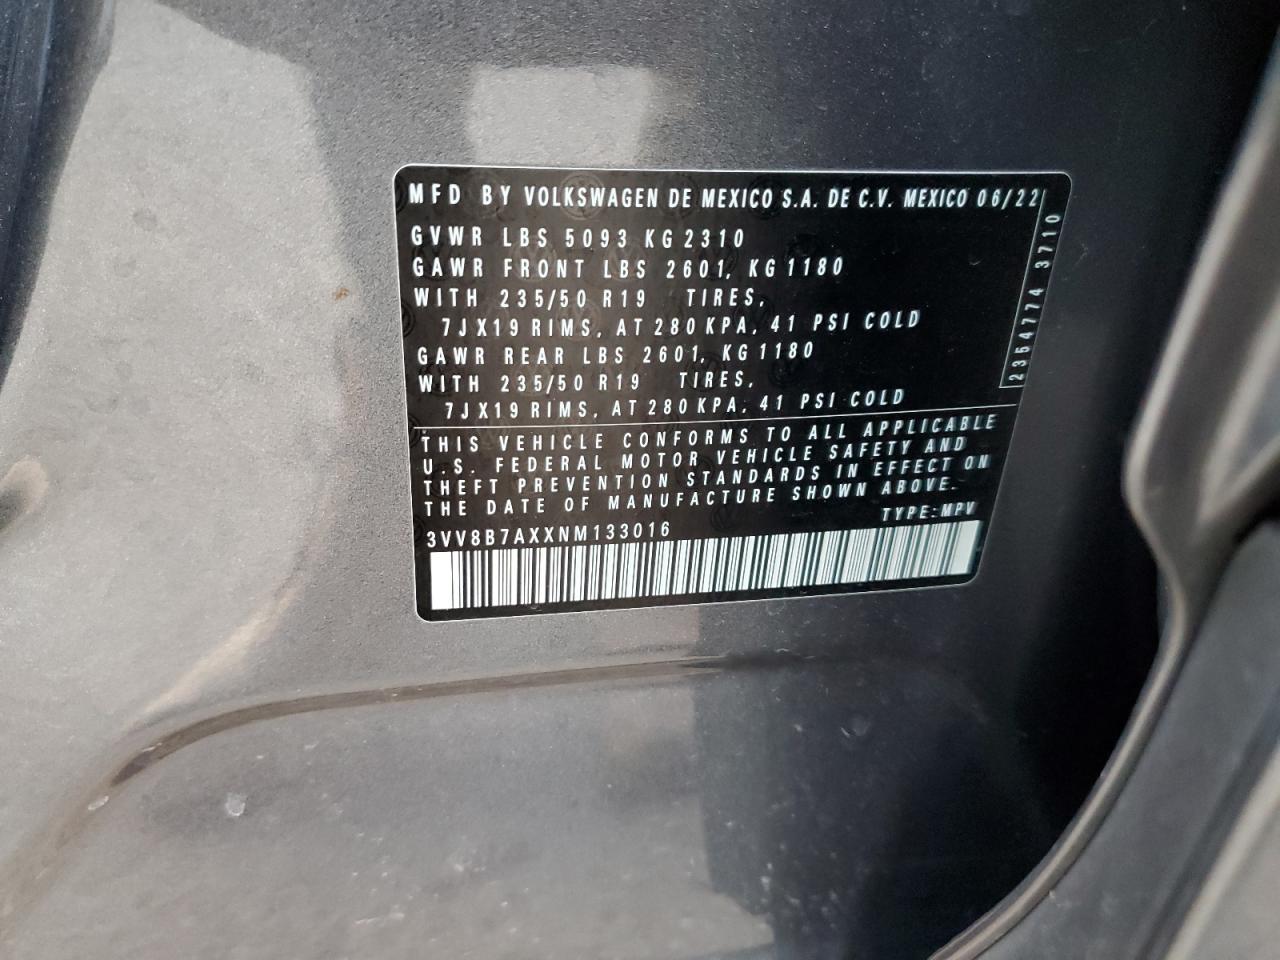 MFD BY VOLKSWAGEN DE MEXICO S.A. DE C.V. MEXICO 06/22
GVWR LBS 5093 KG 2310
GAWR FRONT LBS 2601, KG 1180
WITH 235/50 R19 TIRES,
7JX19 RIMS, AT 280 KPA, 41 PSI COLD
GAWR REAR LBS 2601, KG 1180
WITH 235/50 R19 TIRES,
7JX19 RIMS, AT 280 KPA, 41 PSI COLD
2354774 3710
THIS VEHICLE CONFORMS TO ALL APPLICABLE
U.S. FEDERAL MOTOR VEHICLE SAFETY AND
THEFT PREVENTION STANDARDS IN EFFECT ON
THE DATE OF MANUFACTURE SHOWN ABOVE.
TYPE: MPV
3VV8B7AXXNM133016